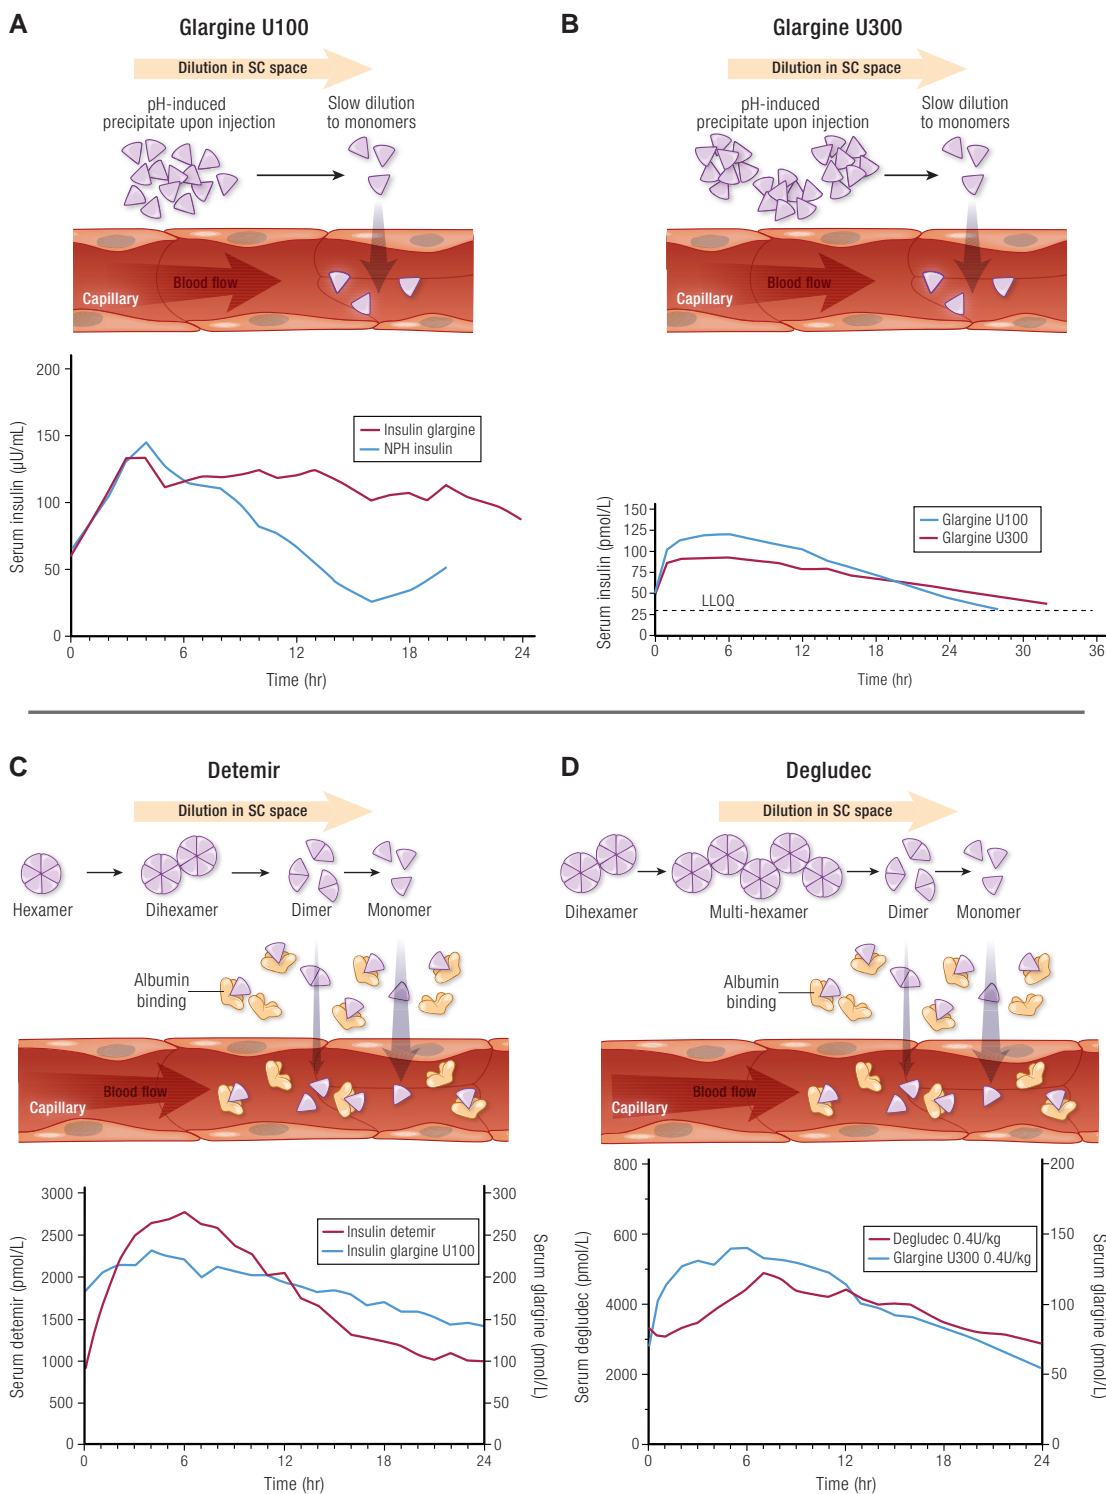 A
Glargine U100
Dilution in SC space
pH-induced
precipitate upon injection
Slow dilution
to monomers
Blood flow
Capillary
Serum insulin (µU/mL)
200
150
100
50
0
Insulin glargine
NPH insulin
0
6
12
18
24
Time (hr)
B
Glargine U300
Dilution in SC space
pH-induced
precipitate upon injection
Slow dilution
to monomers
Blood flow
Capillary
Serum insulin (pmol/L)
150
125
100
75
50
25
0
Glargine U100
Glargine U300
LLOQ
0
6
12
18
24
30
36
Time (hr)
C
Detemir
Dilution in SC space
Hexamer
Dihexamer
Dimer
Monomer
Albumin
binding
Blood flow
Capillary
Serum detemir (pmol/L)
3000
2500
2000
1500
1000
500
0
Insulin detemir
Insulin glargine U100
300
250
200
150
100
50
0
Serum glargine (pmol/L)
0
6
12
18
24
Time (hr)
D
Degludec
Dilution in SC space
Dihexamer
Multi-hexamer
Dimer
Monomer
Albumin
binding
Blood flow
Capillary
Serum degludec (pmol/L)
800
600
4000
2000
0
Degludec 0.4U/kg
Glargine U300 0.4U/kg
200
150
100
50
0
Serum glargine (pmol/L)
0
6
12
18
24
Time (hr)